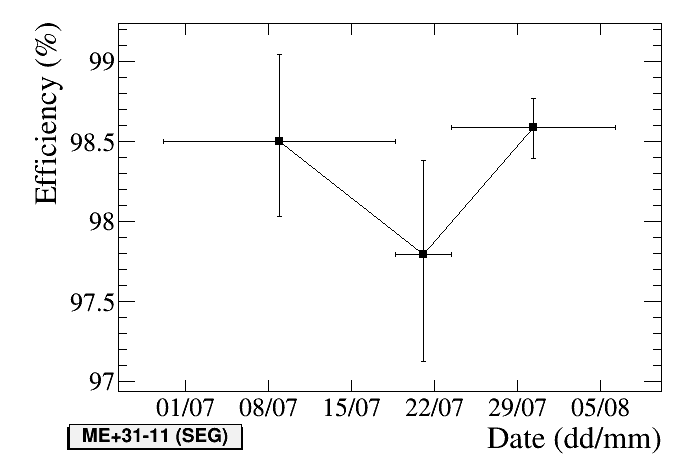 Efficiency (%)
99
98.5
98
97.5
97
01/07 08/07 15/07 22/07 29/07 05/08
ME+31-11 (SEG)
Date (dd/mm)